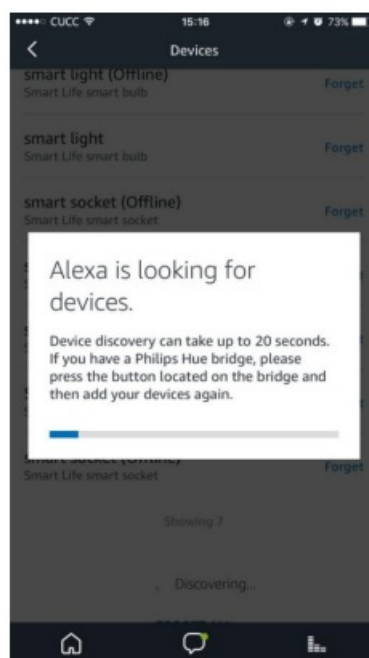 CUCC 15:16 73%
Devices
smart light (Offline)
Smart Life smart bulb
Forget
smart light
Smart Life smart bulb
Forget
smart socket (Offline)
Smart Life smart socket
Forget
Alexa is looking for
devices.
Device discovery can take up to 20 seconds.
If you have a Philips Hue bridge, please
press the button located on the bridge and
then add your devices again.
smart socket (Offline)
Smart Life smart socket
Forget
Showing 7
Discovering...